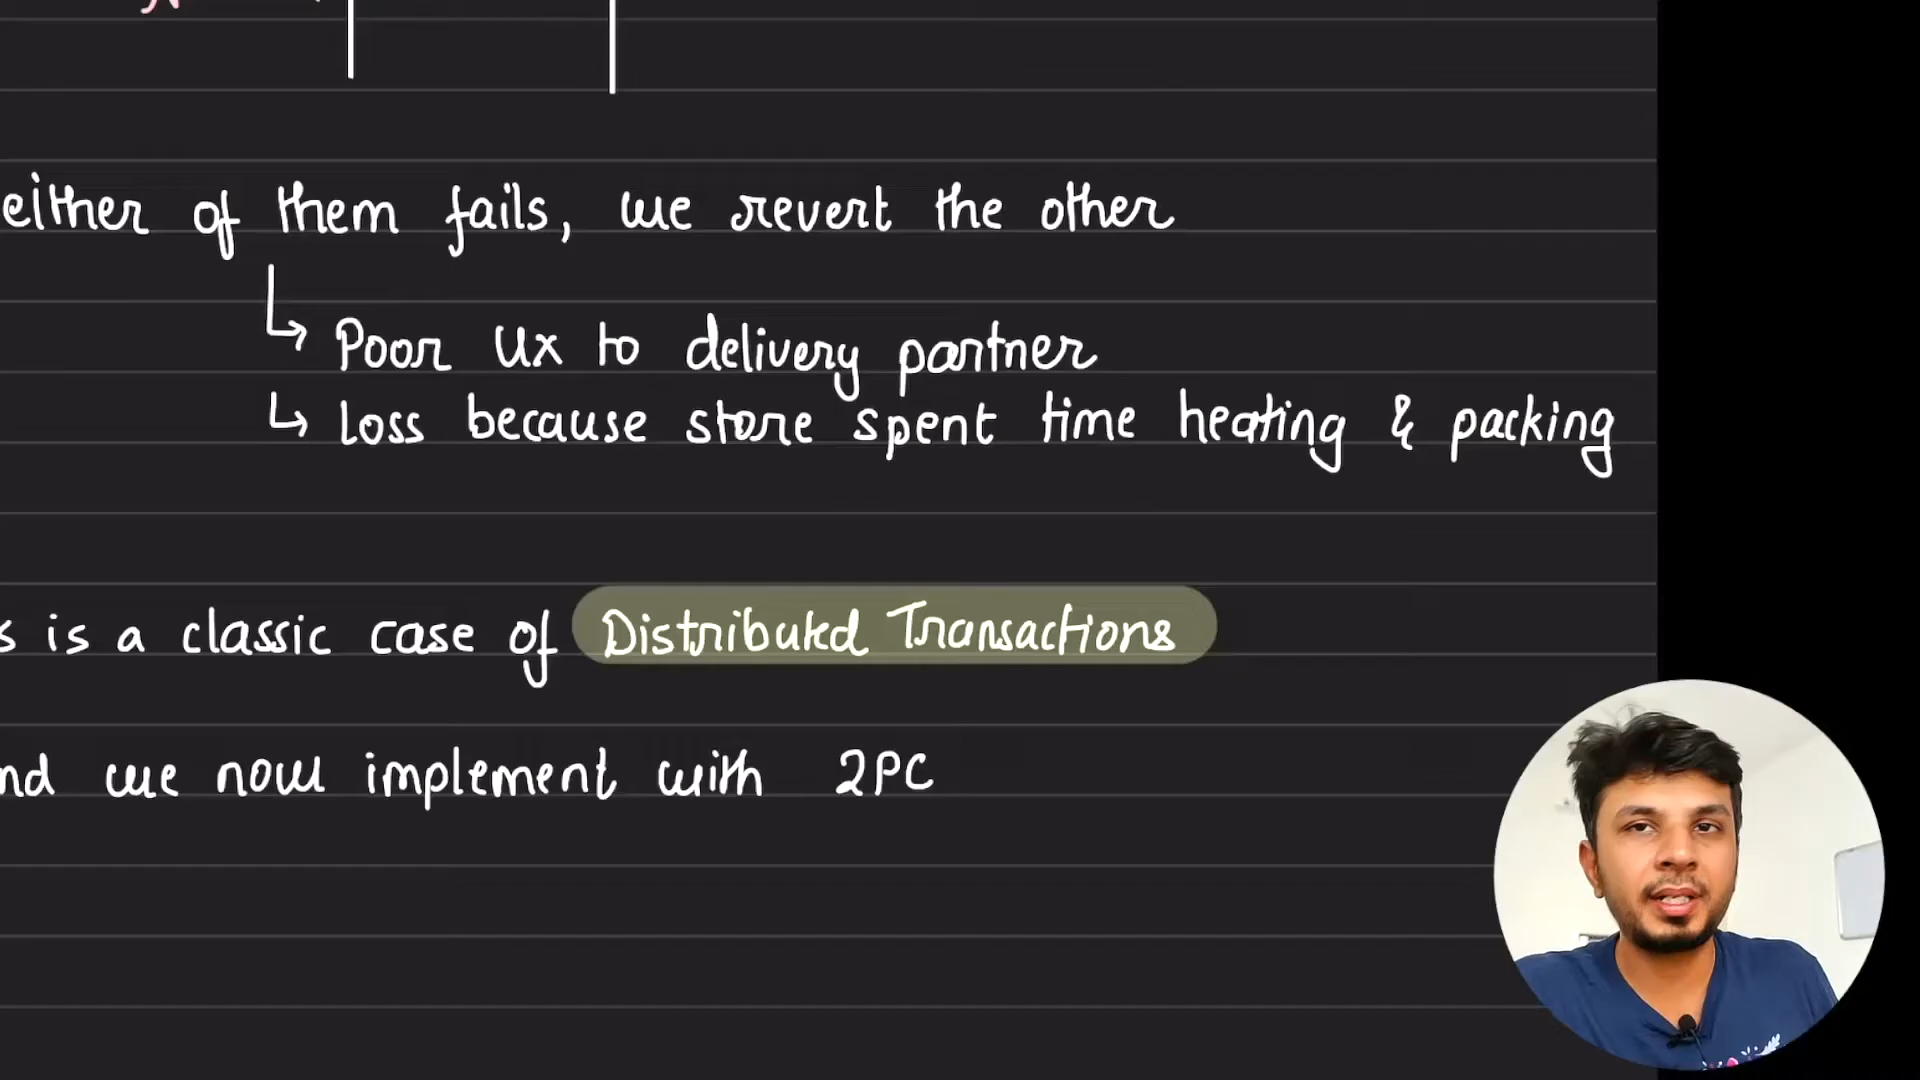 either of them fails, we revert the other
↳ Poor Ux to delivery partner
↳ Loss because store spent time heating & packing
s is a classic case of Distributed Transactions
nd we now implement with 2PC